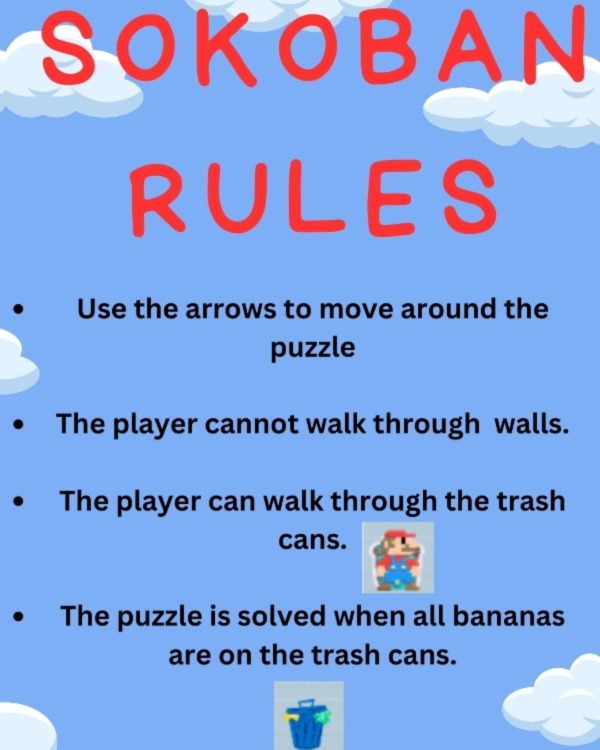 SOKOBAN
RULES
• Use the arrows to move around the
puzzle
• The player cannot walk through walls.
• The player can walk through the trash
cans.
• The puzzle is solved when all bananas
are on the trash cans.